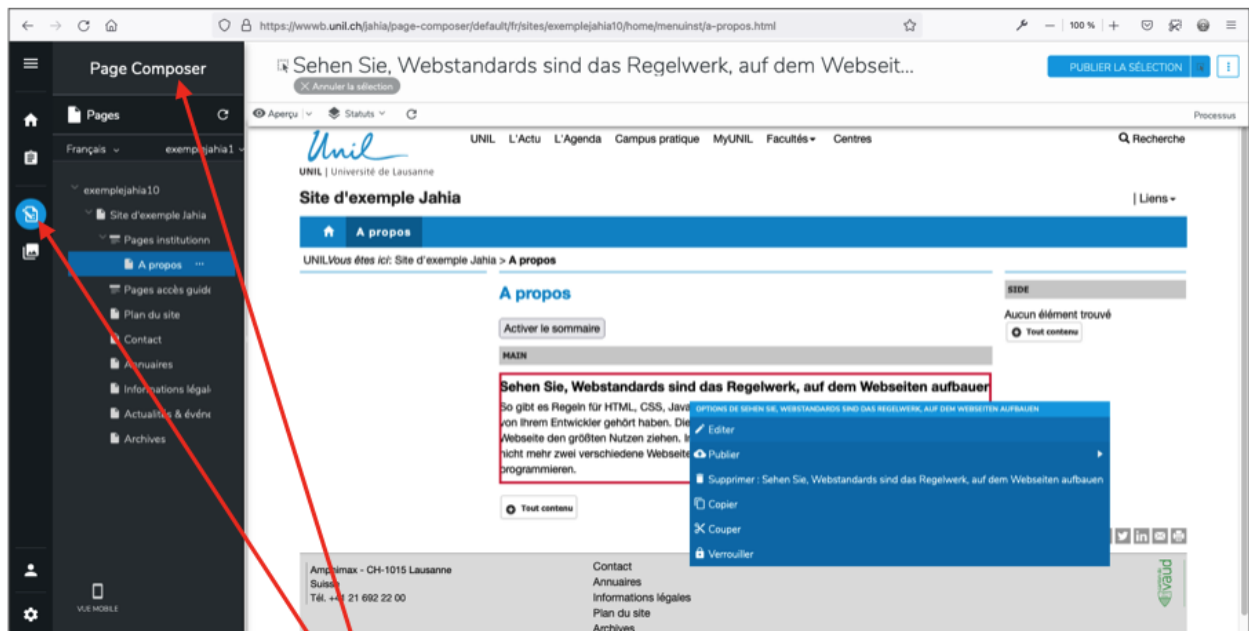 https://wwwb.unil.ch/jahia/page-composer/default/fr/sites/exemplejahia10/home/menuinst/a-propos.html
100 %
Page Composer
Sehen Sie, Webstandards sind das Regelwerk, auf dem Webseit...
Annuler la sélection
PUBLIER LA SÉLECTION
Pages
Aperçu
Statuts
Processus
Français
exemplejahia1
exemplejahia10
Site d'exemple Jahia
Pages institutionn
A propos
Pages accès guidé
Plan du site
Contact
Annuaires
Informations légal
Actualités & événe
Archives
VUE MOBILE
Unil
UNIL | Université de Lausanne
UNIL L'Actu L'Agenda Campus pratique MyUNIL Facultés Centres
Recherche
Site d'exemple Jahia
| Liens
A propos
UNILVous êtes ici: Site d'exemple Jahia > A propos
A propos
Activer le sommaire
MAIN
Sehen Sie, Webstandards sind das Regelwerk, auf dem Webseiten aufbauen
So gibt es Regeln für HTML, CSS, Java
von Ihrem Entwickler gehört haben. Die
Webseite den größten Nutzen ziehen. I
nicht mehr zwei verschiedene Webseite
programmieren.
Tout contenu
SIDE
Aucun élément trouvé
Tout contenu
OPTIONS DE SEHEN SIE, WEBSTANDARDS SIND DAS REGELWERK, AUF DEM WEBSEITEN AUFBAUEN
Editer
Publier
Supprimer : Sehen Sie, Webstandards sind das Regelwerk, auf dem Webseiten aufbauen
Copier
Couper
Verrouiller
Amphimax - CH-1015 Lausanne
Suisse
Tél. +41 21 692 22 00
Contact
Annuaires
Informations légales
Plan du site
Archives
vaud